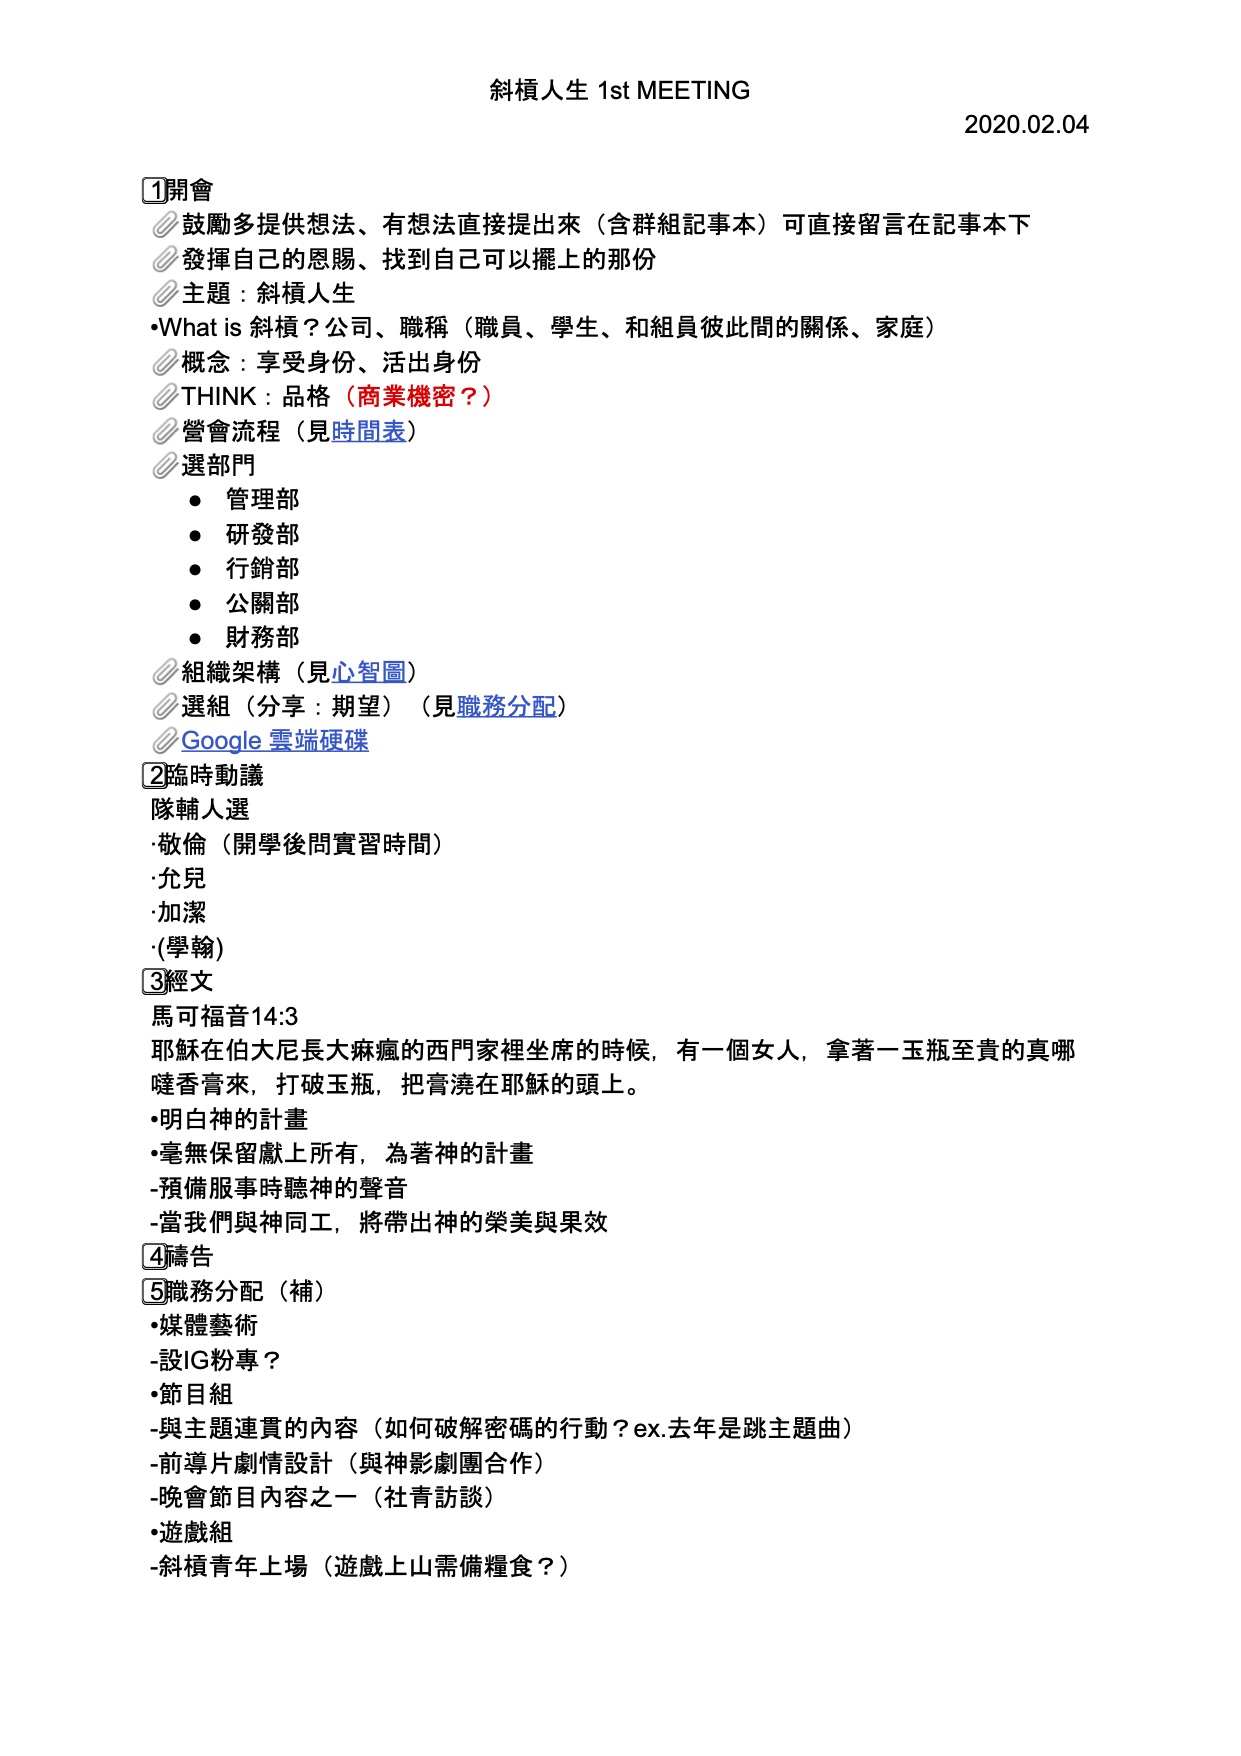 斜槓人生 1st MEETING
2020.02.04
1開會
鼓勵多提供想法、有想法直接提出來（含群組記事本）可直接留言在記事本下
發揮自己的恩賜、找到自己可以擺上的那份
主題：斜槓人生
•What is 斜槓？公司、職稱（職員、學生、和組員彼此間的關係、家庭）
概念：享受身份、活出身份
THINK：品格（商業機密？）
營會流程（見時間表）
選部門
● 管理部
● 研發部
● 行銷部
● 公關部
● 財務部
組織架構（見心智圖）
選組（分享：期望）（見職務分配）
Google 雲端硬碟
2臨時動議
隊輔人選
·敬倫（開學後問實習時間）
·允兒
·加潔
·(學翰)
3經文
馬可福音14:3
耶穌在伯大尼長大麻瘋的西門家裡坐席的時候，有一個女人，拿著一玉瓶至貴的真哪
噠香膏來，打破玉瓶，把膏澆在耶穌的頭上。
•明白神的計畫
•毫無保留獻上所有，為著神的計畫
-預備服事時聽神的聲音
-當我們與神同工，將帶出神的榮美與果效
4禱告
5職務分配（補）
•媒體藝術
-設IG粉專？
•節目組
-與主題連貫的內容（如何破解密碼的行動？ex.去年是跳主題曲）
-前導片劇情設計（與神影劇團合作）
-晚會節目內容之一（社青訪談）
•遊戲組
-斜槓青年上場（遊戲上山需備糧食？）